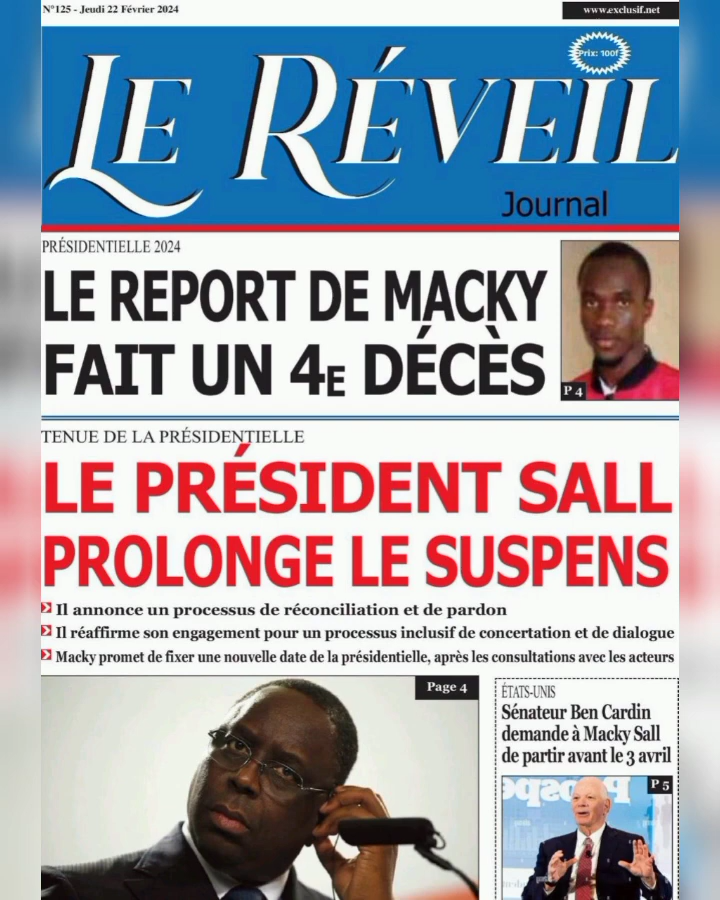 N°125 - Jeudi 22 Février 2024
www.exclusif.net
Prix: 100f
LE RÉVEIL
Journal
PRÉSIDENTIELLE 2024
LE REPORT DE MACKY
FAIT UN 4E DÉCÈS
P 4
TENUE DE LA PRÉSIDENTIELLE
LE PRÉSIDENT SALL
PROLONGE LE SUSPENS
Il annonce un processus de réconciliation et de pardon
Il réaffirme son engagement pour un processus inclusif de concertation et de dialogue
Macky promet de fixer une nouvelle date de la présidentielle, après les consultations avec les acteurs
Page 4
ÉTATS-UNIS
Sénateur Ben Cardin
demande à Macky Sall
de partir avant le 3 avril
P 5